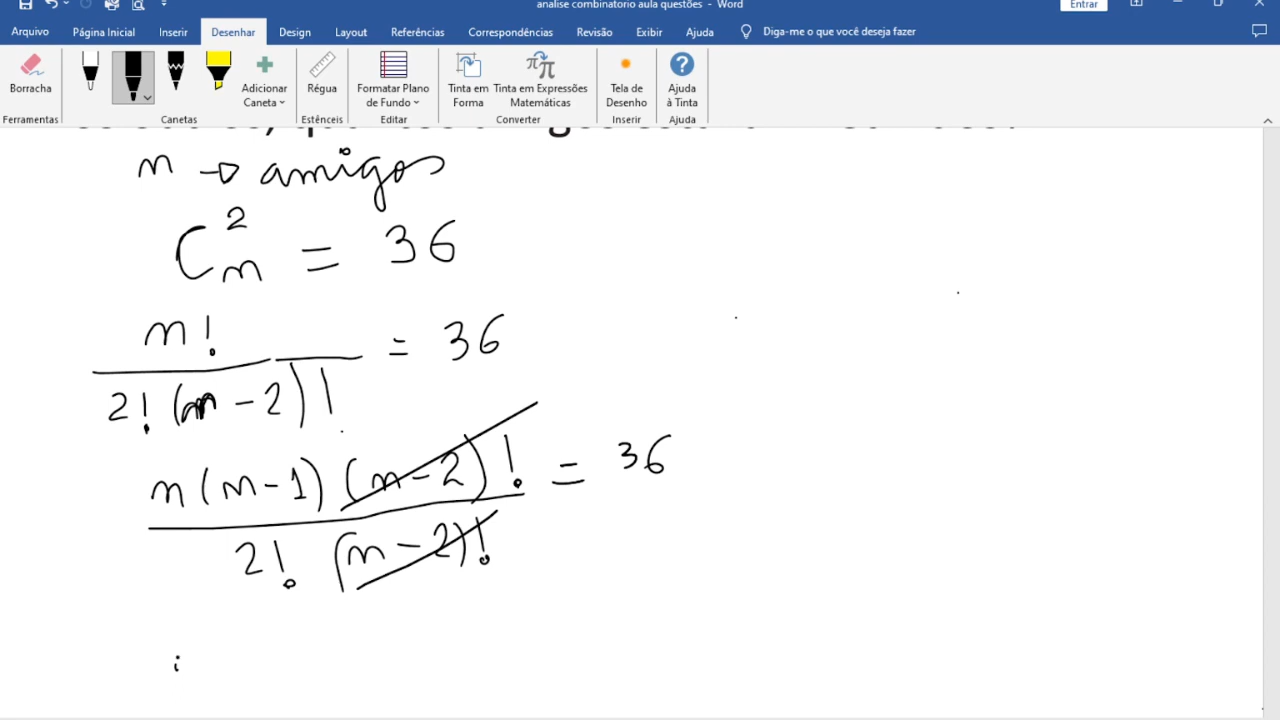 analise combinatorio aula questões - Word
Entrar
Arquivo Página Inicial Inserir Desenhar Design Layout Referências Correspondências Revisão Exibir Ajuda Diga-me o que você deseja fazer
Borracha
Adicionar Caneta
Régua
Formatar Plano de Fundo
Tinta em Forma
Tinta em Expressões Matemáticas
Tela de Desenho
Ajuda à Tinta
Ferramentas Canetas Estênceis Editar Converter Inserir Ajuda
n → amigos
C²ₙ = 36
n! / 2! (n - 2)! = 36
n(n - 1) (n - 2)! / 2! (n - 2)! = 36